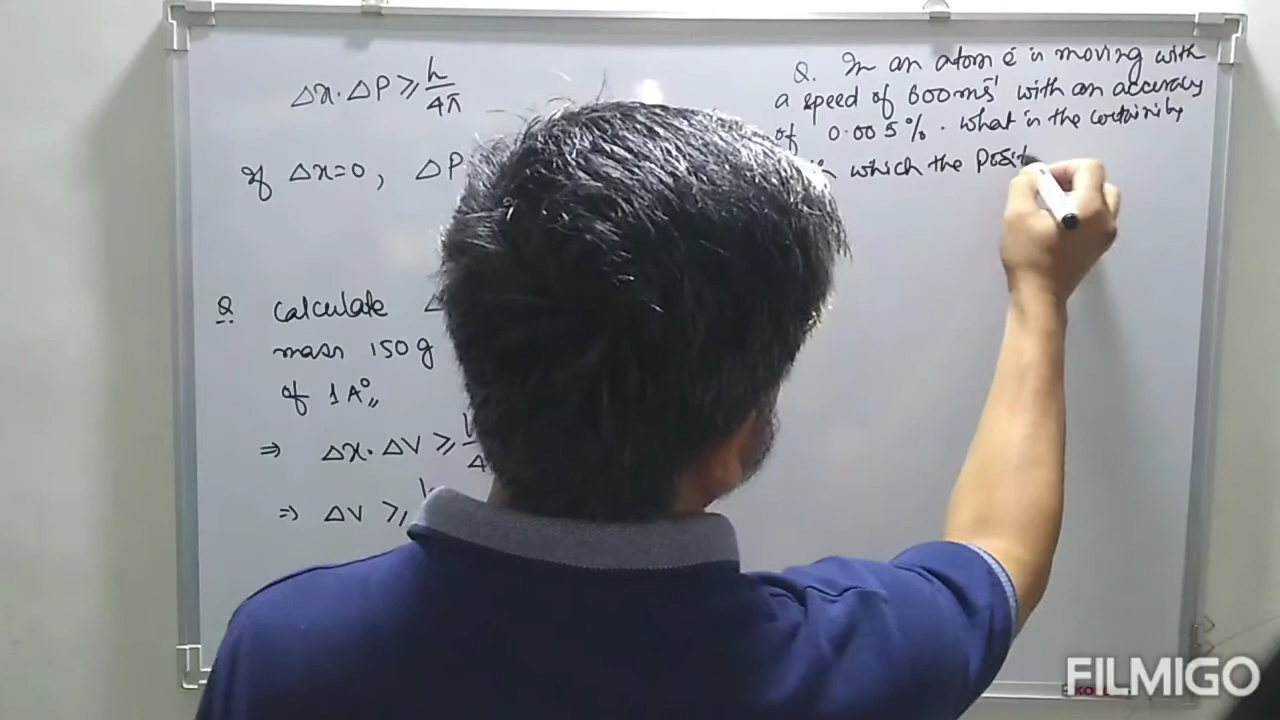 Δx. ΔP ⩾ h/4π
If Δx=0, ΔP
Q calculate Δ
mass 150 g
of 1 A°,,
⇒ Δx. ΔV ⩾
⇒ ΔV ⩾
Q. In an atom e⁻ is moving with
a speed of 600ms⁻¹ with an accuracy
of 0.005%. What is the certainity
which the Posit
FILMIGO